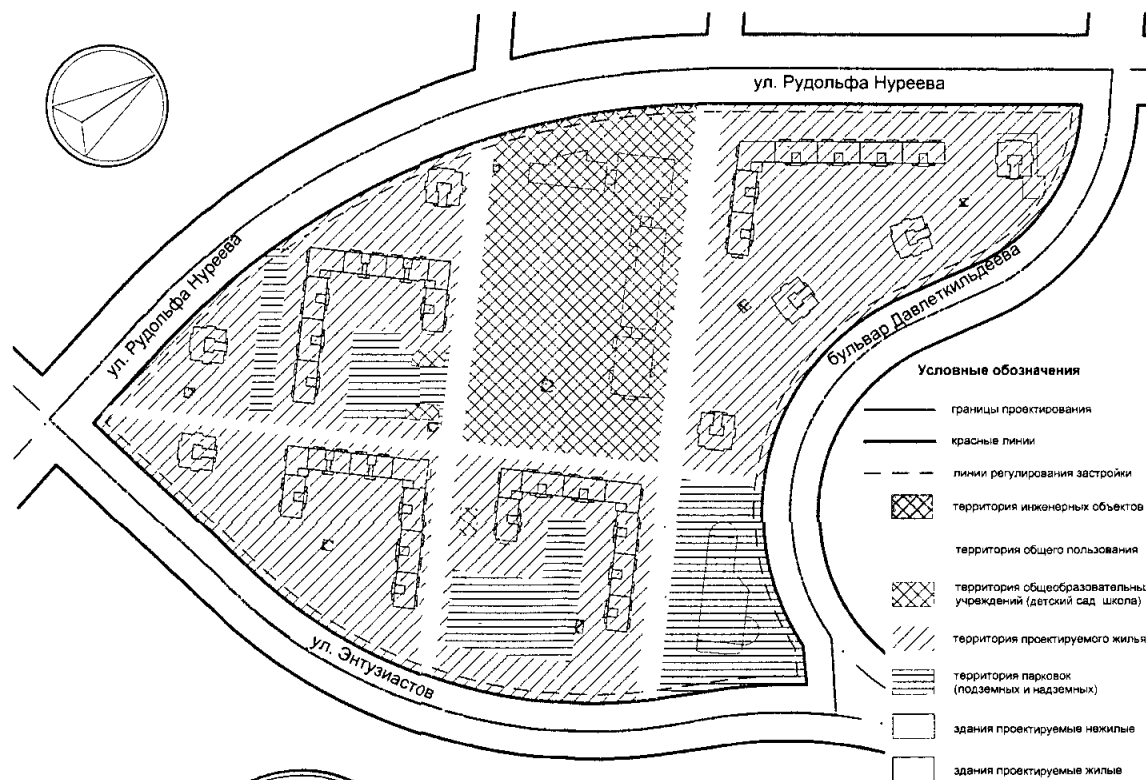 ул. Рудольфа Нуреева
ул. Рудольфа Нуреева
бульвар Давлеткильдеева
ул. Энтузиастов
Условные обозначения
границы проектирования
красные линии
линии регулирования застройки
территория инженерных объектов
территория общего пользования
территория общеобразовательны
учреждений (детский сад школа)
территория проектируемого жилья
территория парковок
(подземных и надземных)
здания проектируемые нежилые
здания проектируемые жилые